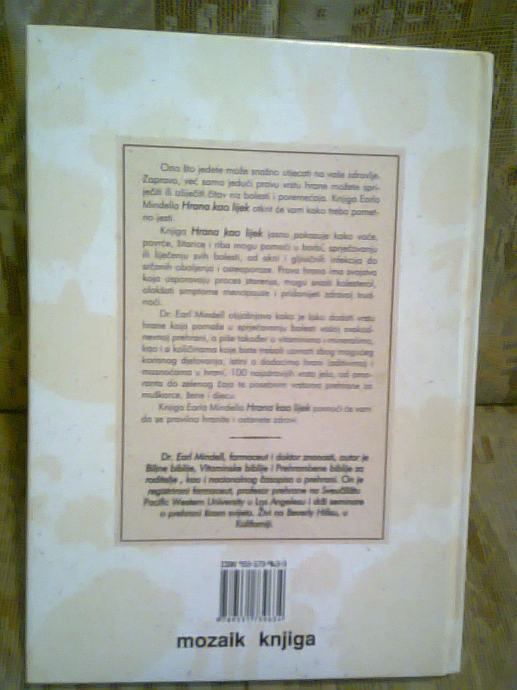 Ono što jedete može snažno utjecati na vaše zdravlje.
Zapravo, već samo jedući pravu vrstu hrane možete spri-
ječiti ili izliječiti čitav niz bolesti i poremećaja. Knjiga Earla
Mindella Hrana kao lijek otkrit će vam kako treba pamet-
no jesti.
Knjiga Hrana kao lijek jasno pokazuje kako voće,
povrće, žitarice i riba mogu pomoći u borbi, sprječavanju
ili liječenju svih bolesti, od akni i gljivičnih infekcija do
srčanih oboljenja i osteoporoze. Prava hrana ima svojstva
koja usporavaju proces starenja, mogu sniziti kolesterol,
olakšati simptome menopauze i pridonijeti zdravoj trud-
noći.
Dr. Earl Mindell objašnjava kako je lako dodati vrstu
hrane koja pomaže u sprječavanju bolesti vašoj svakod-
nevnoj prehrani, a piše također o vitaminima i mineralima,
kao i o količinama koje biste trebali uzimati zbog mogućeg
korisnog djelovanja, istini o dodacima hrani
masnoćama u hrani, 100 najzdravijih vrsta jela, od
do zelenog čaja te posebnim vrstama prehrane za
muškarce, žene i djecu.
Knjiga Earla Mindella Hrana kao lijek pomoći će vam
da se pravilno hranite i ostanete zdravi.
Dr. Earl Mindell, farmaceut i doktor znanosti, autor je
Biljne biblije, Vitaminske biblije i Prehrambene biblije za
roditelje, kao i nacionalnog časopisa o prehrani. On je
registrirani farmaceut, profesor prehrane na Sveučilištu
Pacific Western University u Los Angelesu i drži seminare
o prehrani širom svijeta. Živi na Beverly Hillsu, u
Kaliforniji.
ISBN
mozaik knjiga